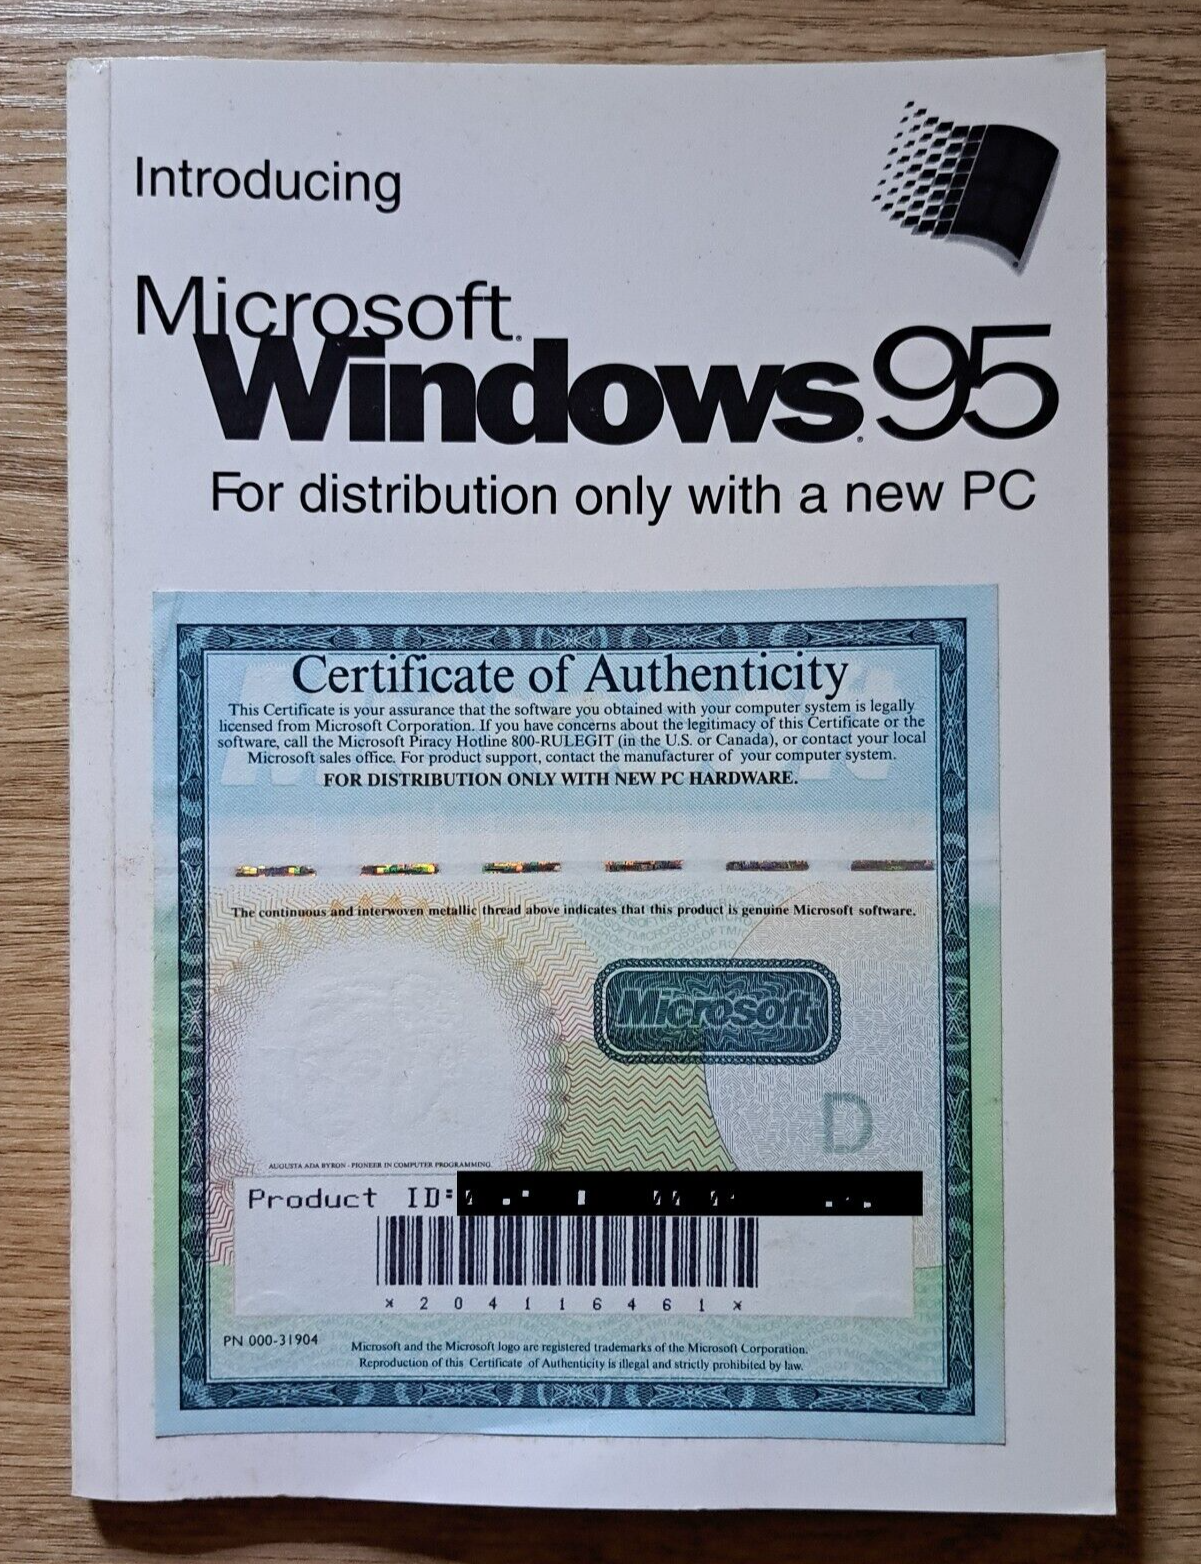 Introducing
Microsoft®
Windows® 95
For distribution only with a new PC
Certificate of Authenticity
This Certificate is your assurance that the software you obtained with your computer system is legally
licensed from Microsoft Corporation. If you have concerns about the legitimacy of this Certificate or the
software, call the Microsoft Piracy Hotline 800-RULEGIT (in the U.S. or Canada), or contact your local
Microsoft sales office. For product support, contact the manufacturer of your computer system.
FOR DISTRIBUTION ONLY WITH NEW PC HARDWARE.
The continuous and interwoven metallic thread above indicates that this product is genuine Microsoft software.
Microsoft
D
AUGUSTA ADA BYRON - PIONEER IN COMPUTER PROGRAMMING
Product ID:
* 2 0 4 1 1 6 4 6 1 *
PN 000-31904
Microsoft and the Microsoft logo are registered trademarks of the Microsoft Corporation.
Reproduction of this Certificate of Authenticity is illegal and strictly prohibited by law.